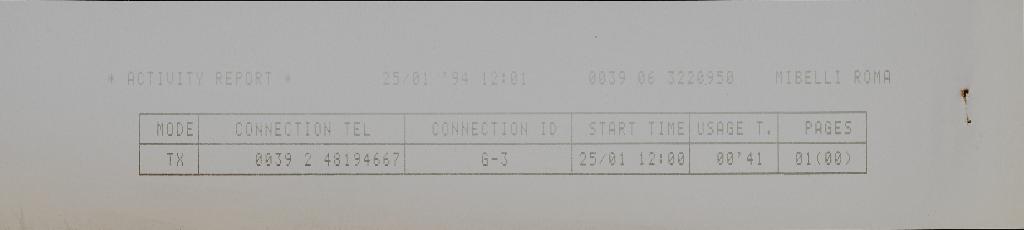 * ACTIVITY REPORT * 25/01 '94 12:01 0039 06 3220950 MIBELLI ROMA
MODE CONNECTION TEL CONNECTION ID START TIME USAGE T. PAGES
TX 0039 2 48194667 G-3 25/01 12:00 00'41 01(00)